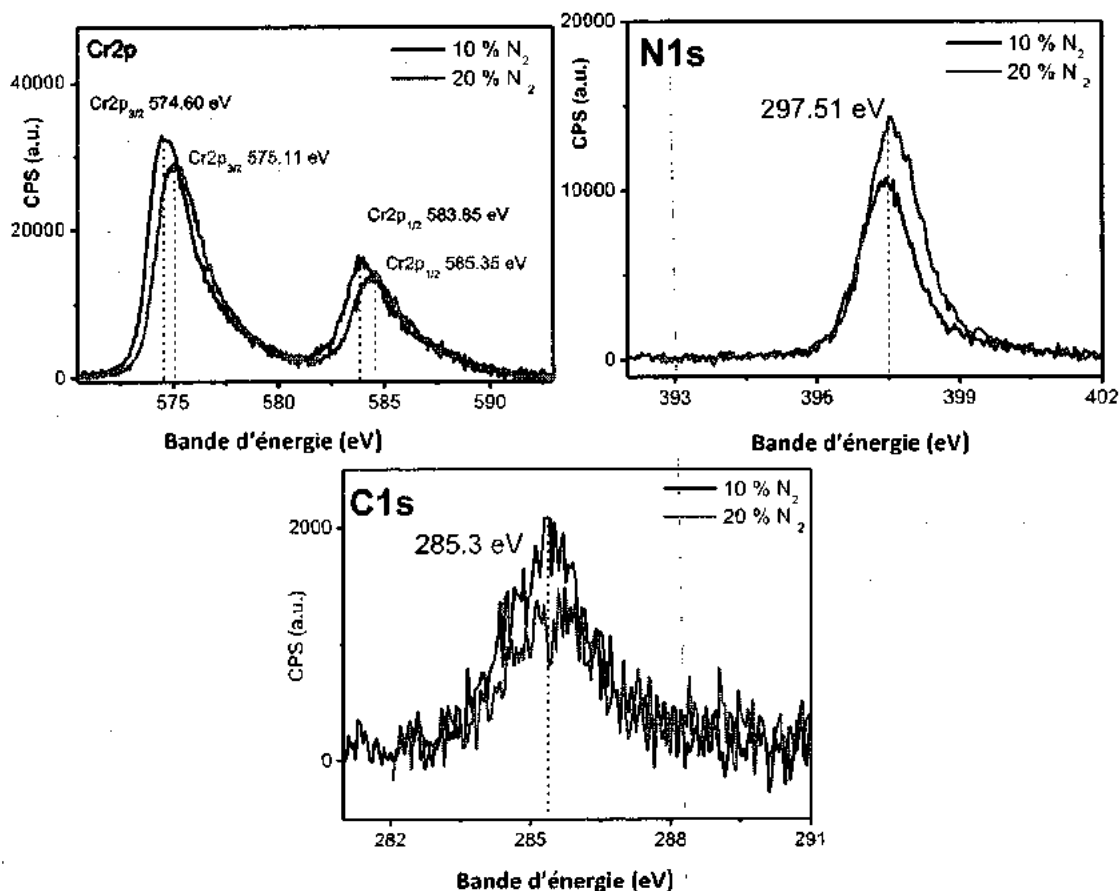 Cr2p
10 % N₂
20 % N₂
Cr2p₃/₂ 574.60 eV
Cr2p₃/₂ 575.11 eV
Cr2p₁/₂ 583.85 eV
Cr2p₁/₂ 585.35 eV
CPS (a.u.)
40000
20000
0
575
580
585
590
Bande d'énergie (eV)
N1s
10 % N₂
20 % N₂
297.51 eV
CPS (a.u.)
20000
10000
0
393
396
399
402
Bande d'énergie (eV)
C1s
10 % N₂
20 % N₂
285.3 eV
CPS (a.u.)
2000
0
282
285
288
291
Bande d'énergie (eV)